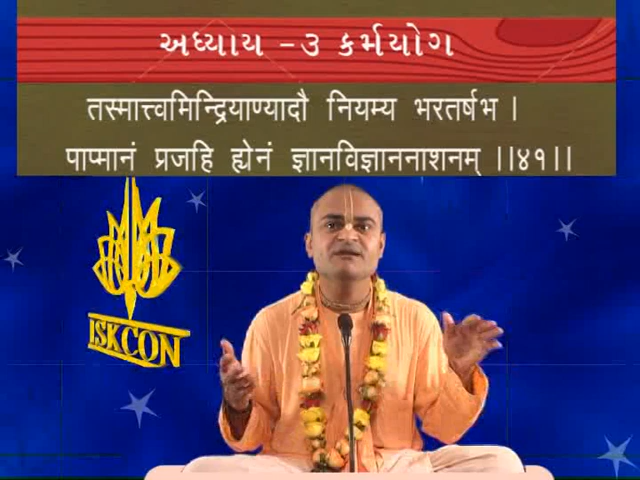 અધ્યાય -૩ કર્મયોગ
तस्मात्त्वमिन्द्रियाण्यादौ नियम्य भरतर्षभ ।
पाप्मानं प्रजहि ह्येनं ज्ञानविज्ञाननाशनम् ।।४१।।
ISKCON